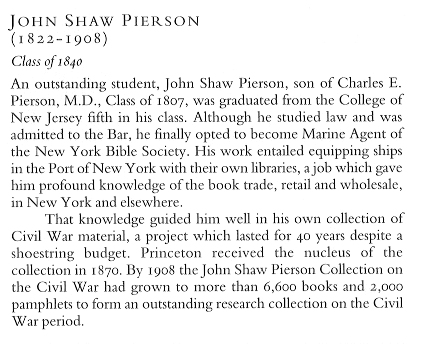 JOHN SHAW PIERSON
(1822-1908)
Class of 1840
An outstanding student, John Shaw Pierson, son of Charles E.
Pierson, M.D., Class of 1807, was graduated from the College of
New Jersey fifth in his class. Although he studied law and was
admitted to the Bar, he finally opted to become Marine Agent of
the New York Bible Society. His work entailed equipping ships
in the Port of New York with their own libraries, a job which gave
him profound knowledge of the book trade, retail and wholesale,
in New York and elsewhere.
That knowledge guided him well in his own collection of
Civil War material, a project which lasted for 40 years despite a
shoestring budget. Princeton received the nucleus of the
collection in 1870. By 1908 the John Shaw Pierson Collection on
the Civil War had grown to more than 6,600 books and 2,000
pamphlets to form an outstanding research collection on the Civil
War period.